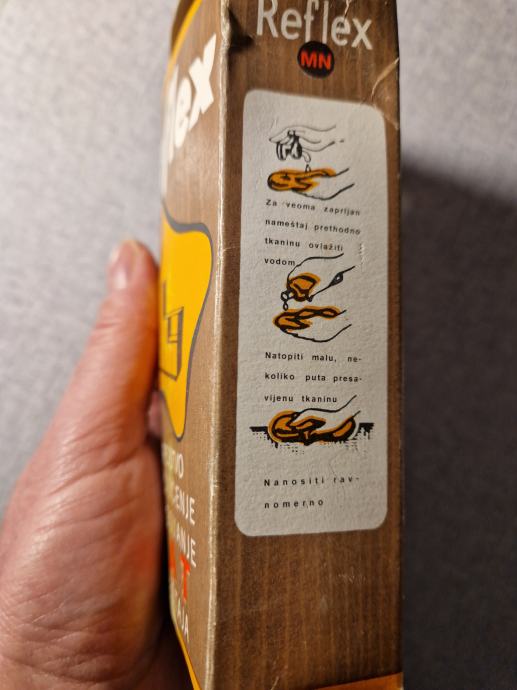 Reflex
MN
Za veoma zaprljan
nameštaj prethodno
tkaninu ovlažiti
vodom
Natopiti malu, ne-
koliko puta presa-
vijenu tkaninu
Nanositi rav-
nomerno